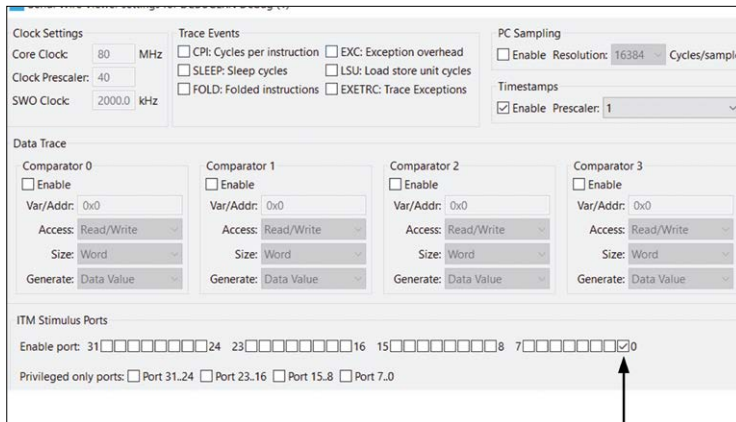 Clock Settings
Core Clock: 80 MHz
Clock Prescaler: 40
SWO Clock: 2000.0 kHz
Trace Events
CPI: Cycles per instruction EXC: Exception overhead
SLEEP: Sleep cycles LSU: Load store unit cycles
FOLD: Folded instructions EXETRC: Trace Exceptions
PC Sampling
Enable Resolution: 16384 Cycles/sample
Timestamps
Enable Prescaler: 1
Data Trace
Comparator 0
Enable
Var/Addr: 0x0
Access: Read/Write
Size: Word
Generate: Data Value
Comparator 1
Enable
Var/Addr: 0x0
Access: Read/Write
Size: Word
Generate: Data Value
Comparator 2
Enable
Var/Addr: 0x0
Access: Read/Write
Size: Word
Generate: Data Value
Comparator 3
Enable
Var/Addr: 0x0
Access: Read/Write
Size: Word
Generate: Data Value
ITM Stimulus Ports
Enable port: 31 24 23 16 15 8 7 0
Privileged only ports: Port 31..24 Port 23..16 Port 15..8 Port 7..0